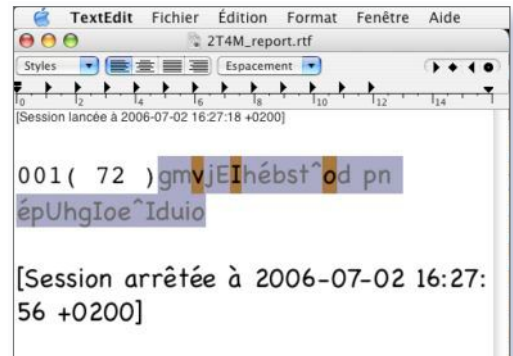 TextEdit Fichier Édition Format Fenêtre Aide
2T4M_report.rtf
Styles Espacement
0 2 4 6 8 10 12 14
[Session lancée à 2006-07-02 16:27:18 +0200]
001( 72 )gmvjEIhébst^od pn
épUhgIoe^Iduio
[Session arrêtée à 2006-07-02 16:27:
56 +0200]